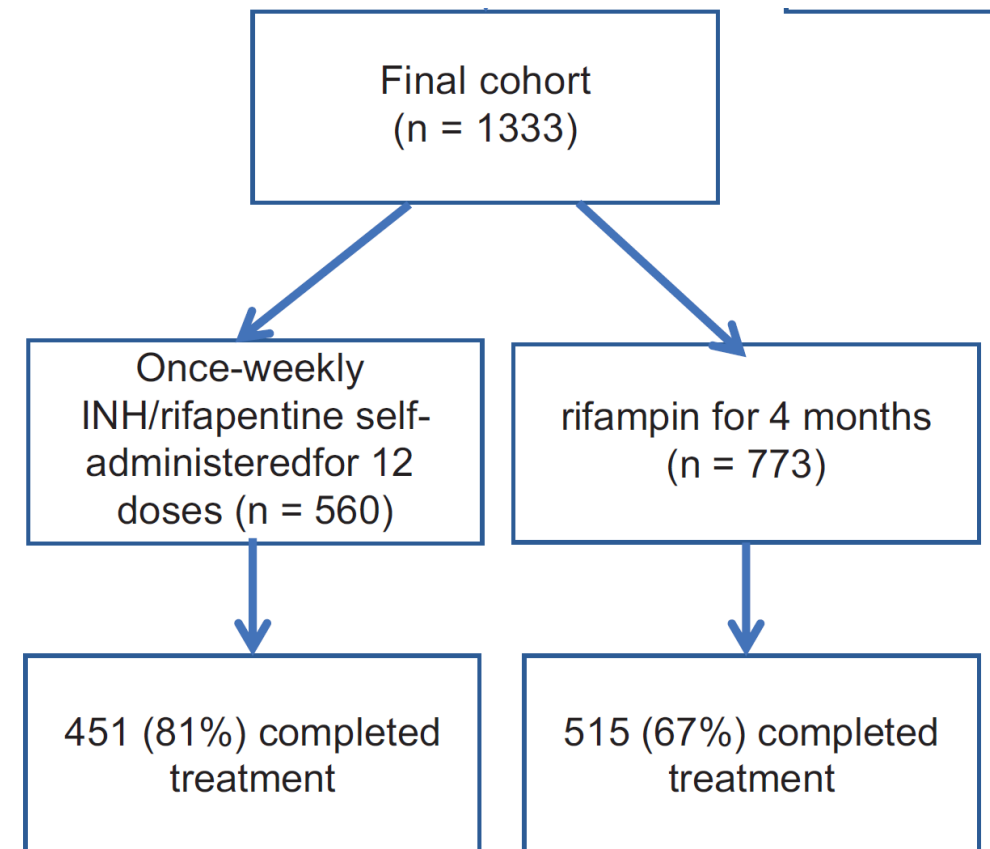 Final cohort
(n = 1333)
Once-weekly
INH/rifapentine self-
administeredfor 12
doses (n = 560)
rifampin for 4 months
(n = 773)
451 (81%) completed
treatment
515 (67%) completed
treatment